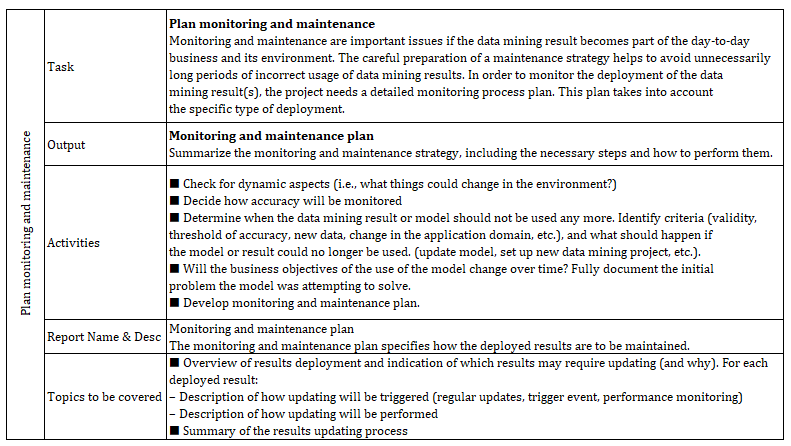 Plan monitoring and maintenance
Task
Plan monitoring and maintenance
Monitoring and maintenance are important issues if the data mining result becomes part of the day-to-day
business and its environment. The careful preparation of a maintenance strategy helps to avoid unnecessarily
long periods of incorrect usage of data mining results. In order to monitor the deployment of the data
mining result(s), the project needs a detailed monitoring process plan. This plan takes into account
the specific type of deployment.
Output
Monitoring and maintenance plan
Summarize the monitoring and maintenance strategy, including the necessary steps and how to perform them.
Activities
■ Check for dynamic aspects (i.e., what things could change in the environment?)
■ Decide how accuracy will be monitored
■ Determine when the data mining result or model should not be used any more. Identify criteria (validity,
threshold of accuracy, new data, change in the application domain, etc.), and what should happen if
the model or result could no longer be used. (update model, set up new data mining project, etc.).
■ Will the business objectives of the use of the model change over time? Fully document the initial
problem the model was attempting to solve.
■ Develop monitoring and maintenance plan.
Report Name & Desc
Monitoring and maintenance plan
The monitoring and maintenance plan specifies how the deployed results are to be maintained.
Topics to be covered
■ Overview of results deployment and indication of which results may require updating (and why). For each
deployed result:
– Description of how updating will be triggered (regular updates, trigger event, performance monitoring)
– Description of how updating will be performed
■ Summary of the results updating process